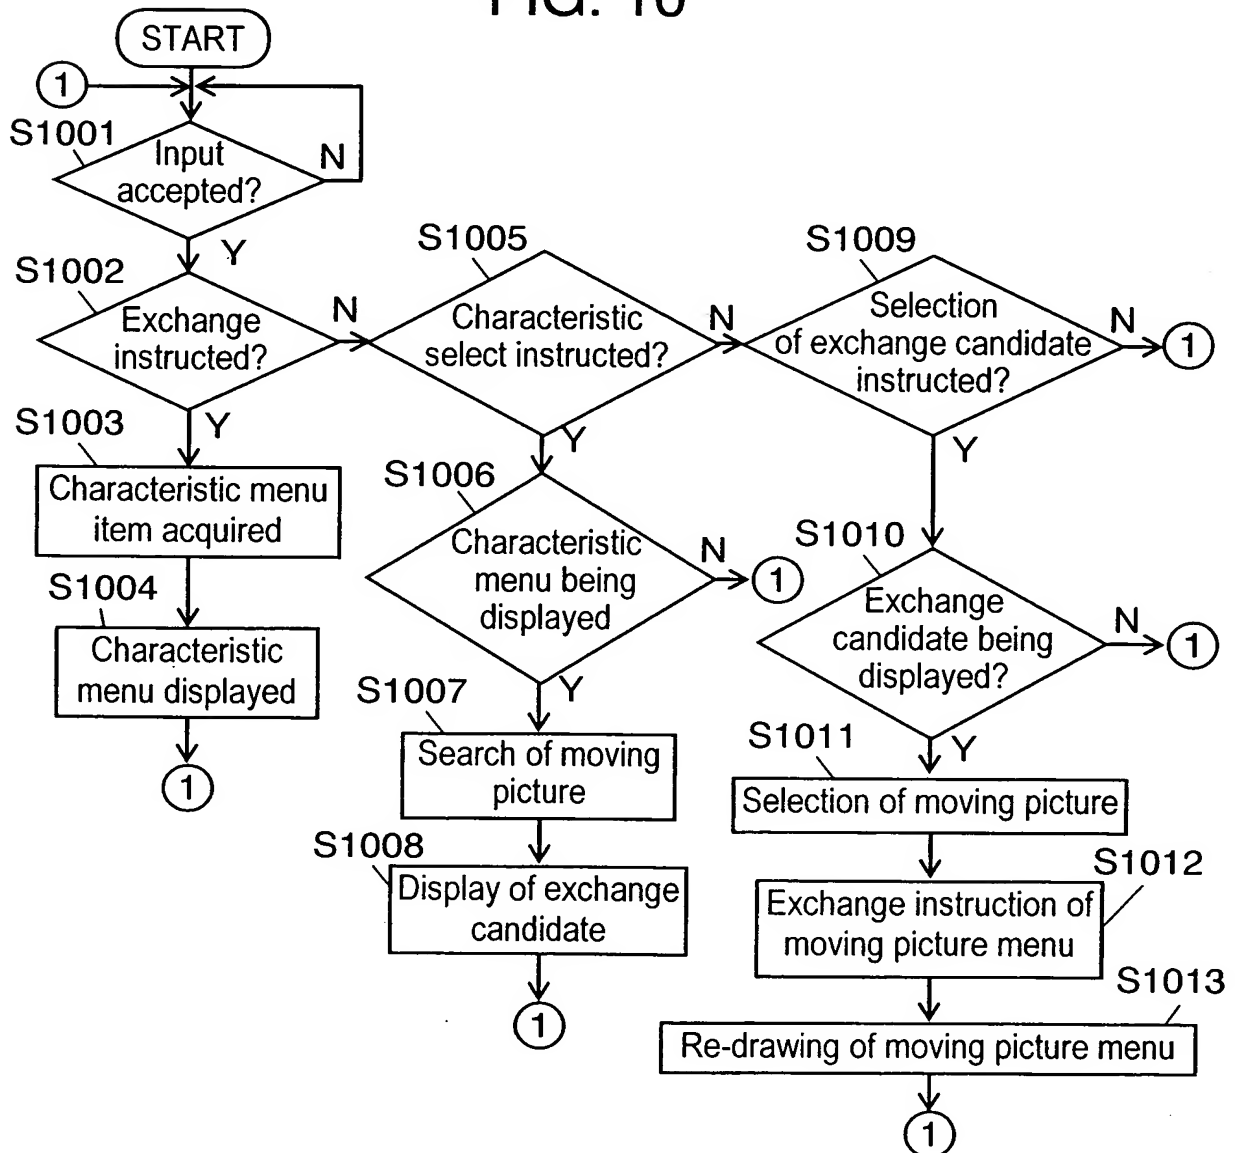 FIG. 10
START
1
S1001
Input
accepted?
N
Y
S1002
Exchange
instructed?
N
Y
S1003
Characteristic menu
item acquired
S1004
Characteristic
menu displayed
1
S1005
Characteristic
select instructed?
N
Y
S1006
Characteristic
menu being
displayed
N
1
Y
S1007
Search of moving
picture
S1008
Display of exchange
candidate
1
S1009
Selection
of exchange candidate
instructed?
N
1
Y
S1010
Exchange
candidate being
displayed?
N
1
Y
S1011
Selection of moving picture
S1012
Exchange instruction of
moving picture menu
S1013
Re-drawing of moving picture menu
1